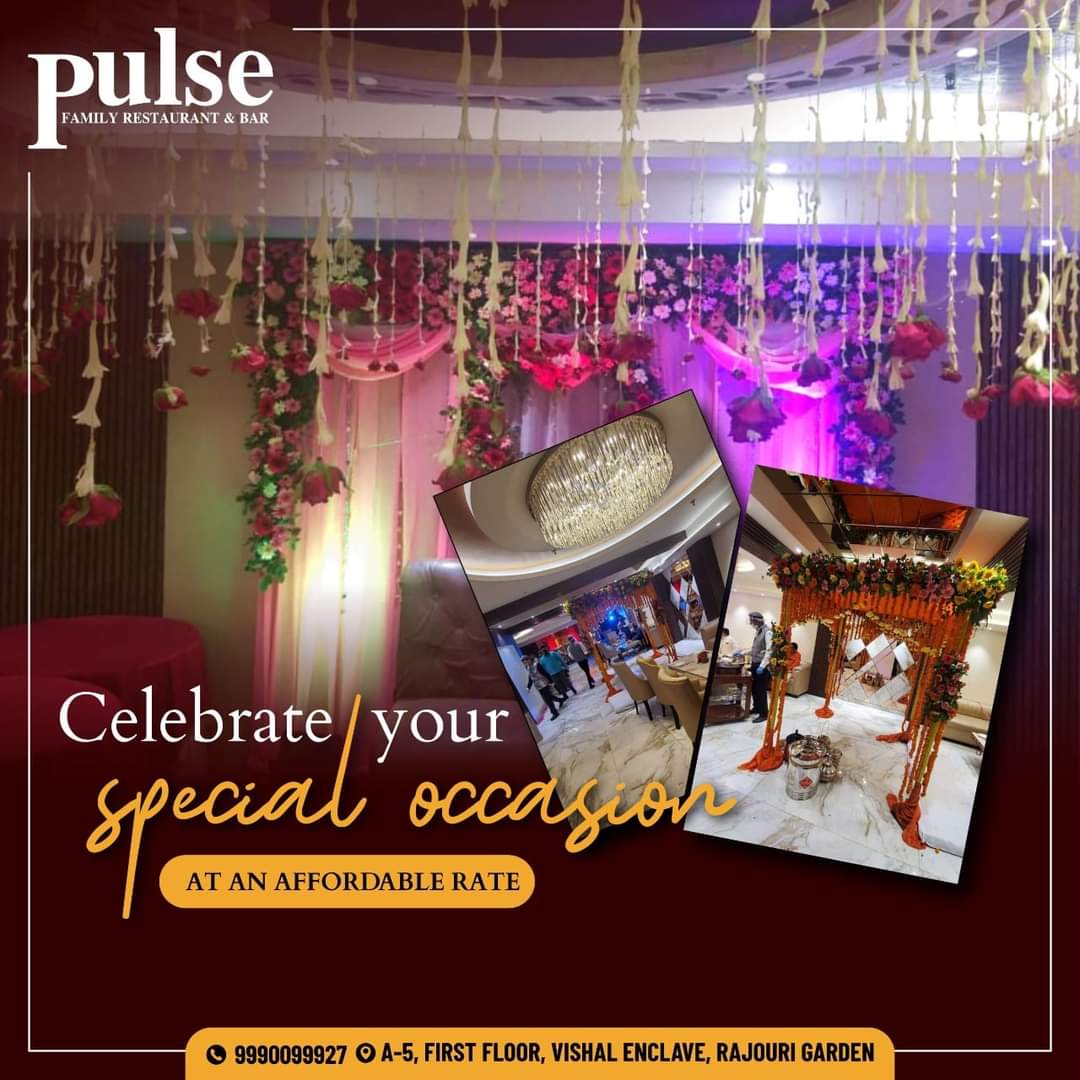 pulse
FAMILY RESTAURANT & BAR
Celebrate your
special occasion
AT AN AFFORDABLE RATE
9990099927 A-5, FIRST FLOOR, VISHAL ENCLAVE, RAJOURI GARDEN